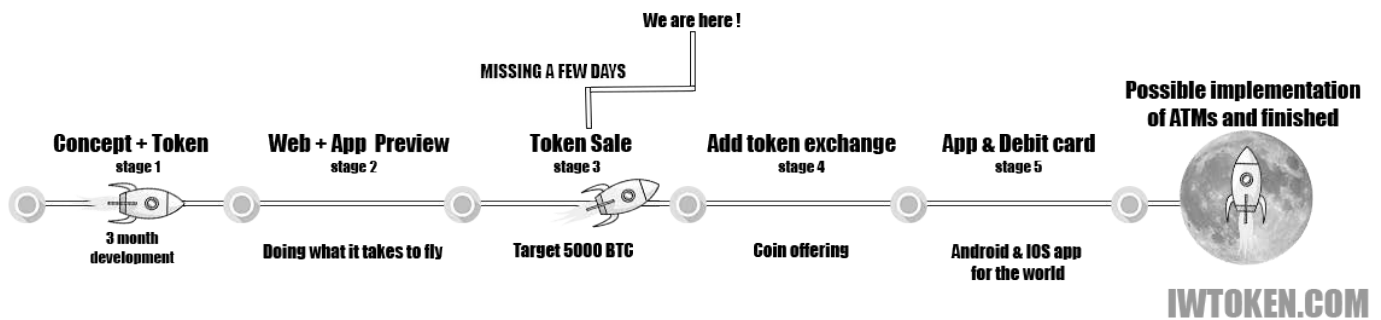 We are here !
MISSING A FEW DAYS
Concept + Token
stage 1
3 month
development
Web + App Preview
stage 2
Doing what it takes to fly
Token Sale
stage 3
Target 5000 BTC
Add token exchange
stage 4
Coin offering
App & Debit card
stage 5
Android & IOS app
for the world
Possible implementation
of ATMs and finished
IWTOKEN.COM